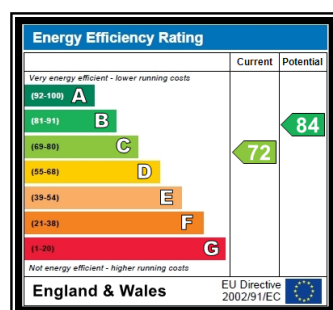 Energy Efficiency Rating
Current Potential
Very energy efficient - lower running costs
(92-100) A
(81-91) B
(69-80) C
(55-68) D
(39-54) E
(21-38) F
(1-20) G
72
84
Not energy efficient - higher running costs
England & Wales
EU Directive
2002/91/EC